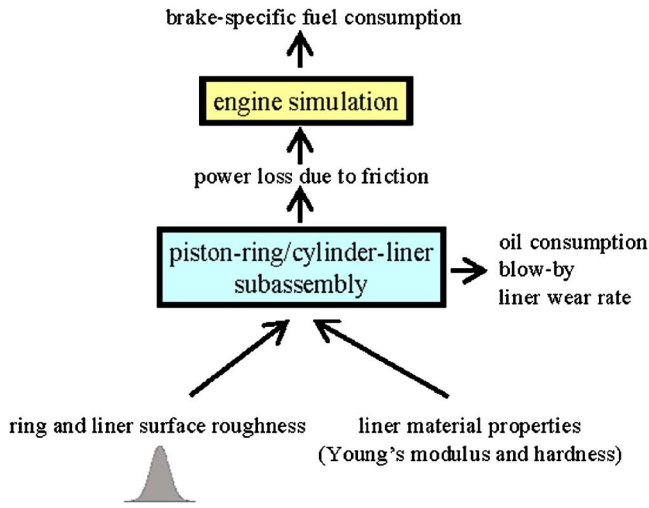 brake-specific fuel consumption
engine simulation
power loss due to friction
piston-ring/cylinder-liner
subassembly
oil consumption
blow-by
liner wear rate
ring and liner surface roughness
liner material properties
(Young's modulus and hardness)